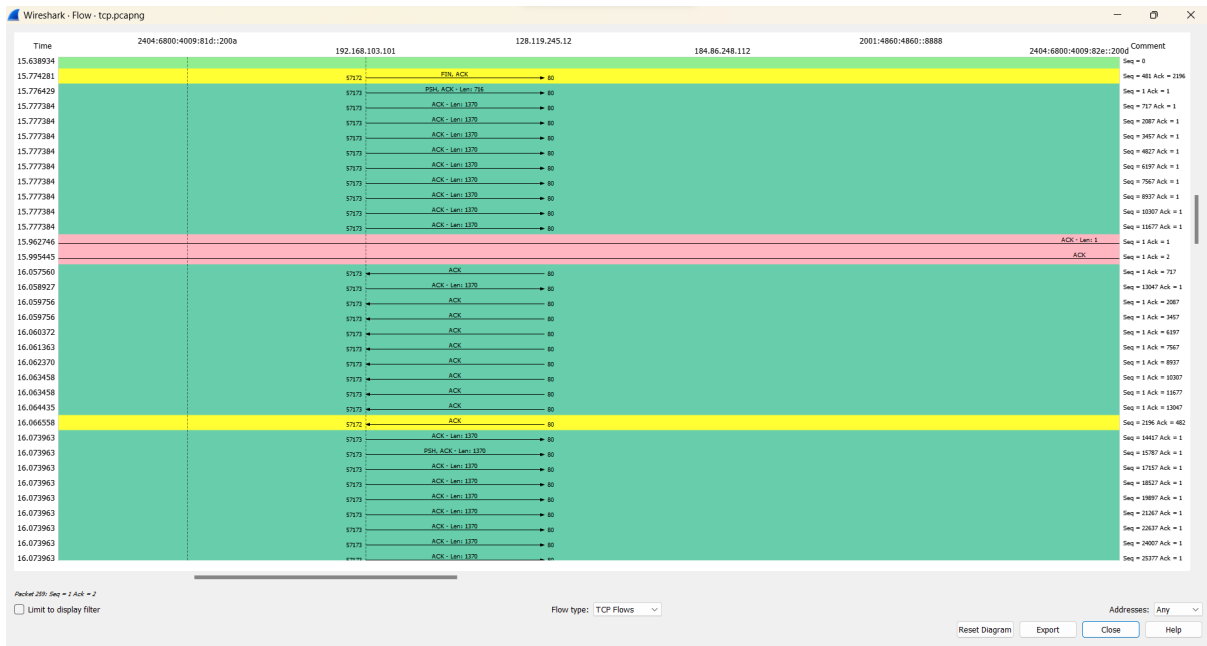 Wireshark · Flow · tcp.pcapng
Time 2404:6800:4009:81d::200a 192.168.103.101 128.119.245.12 184.86.248.112 2001:4860:4860::8888 2404:6800:4009:82e::200d Comment
15.638934 Seq = 0
15.774281 57172 FIN, ACK 80 Seq = 481 Ack = 2196
15.776429 57173 PSH, ACK - Len: 716 80 Seq = 1 Ack = 1
15.777384 57173 ACK - Len: 1370 80 Seq = 717 Ack = 1
15.777384 57173 ACK - Len: 1370 80 Seq = 2087 Ack = 1
15.777384 57173 ACK - Len: 1370 80 Seq = 3457 Ack = 1
15.777384 57173 ACK - Len: 1370 80 Seq = 4827 Ack = 1
15.777384 57173 ACK - Len: 1370 80 Seq = 6197 Ack = 1
15.777384 57173 ACK - Len: 1370 80 Seq = 7567 Ack = 1
15.777384 57173 ACK - Len: 1370 80 Seq = 8937 Ack = 1
15.777384 57173 ACK - Len: 1370 80 Seq = 10307 Ack = 1
15.777384 57173 ACK - Len: 1370 80 Seq = 11677 Ack = 1
15.962746 ACK - Len: 1 Seq = 1 Ack = 1
15.995445 ACK Seq = 1 Ack = 2
16.057560 57173 ACK 80 Seq = 1 Ack = 717
16.058927 57173 ACK - Len: 1370 80 Seq = 13047 Ack = 1
16.059756 57173 ACK 80 Seq = 1 Ack = 2087
16.059756 57173 ACK 80 Seq = 1 Ack = 3457
16.060372 57173 ACK 80 Seq = 1 Ack = 6197
16.061363 57173 ACK 80 Seq = 1 Ack = 7567
16.062370 57173 ACK 80 Seq = 1 Ack = 8937
16.063458 57173 ACK 80 Seq = 1 Ack = 10307
16.063458 57173 ACK 80 Seq = 1 Ack = 11677
16.064435 57173 ACK 80 Seq = 1 Ack = 13047
16.066558 57172 ACK 80 Seq = 2196 Ack = 482
16.073963 57173 ACK - Len: 1370 80 Seq = 14417 Ack = 1
16.073963 57173 PSH, ACK - Len: 1370 80 Seq = 15787 Ack = 1
16.073963 57173 ACK - Len: 1370 80 Seq = 17157 Ack = 1
16.073963 57173 ACK - Len: 1370 80 Seq = 18527 Ack = 1
16.073963 57173 ACK - Len: 1370 80 Seq = 19897 Ack = 1
16.073963 57173 ACK - Len: 1370 80 Seq = 21267 Ack = 1
16.073963 57173 ACK - Len: 1370 80 Seq = 22637 Ack = 1
16.073963 57173 ACK - Len: 1370 80 Seq = 24007 Ack = 1
16.073963 57173 ACK - Len: 1370 80 Seq = 25377 Ack = 1
Packet 259: Seq = 1 Ack = 2
Limit to display filter Flow type: TCP Flows Addresses: Any
Reset Diagram Export Close Help